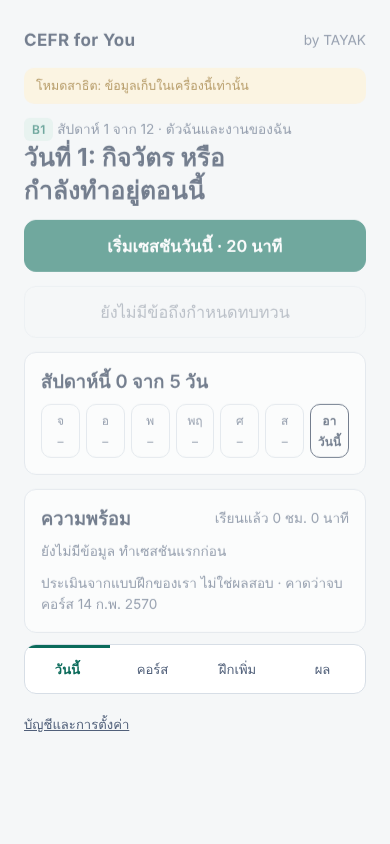 CEFR for You
by TAYAK
โหมดสาธิต: ข้อมูลเก็บในเครื่องนี้เท่านั้น
B1 สัปดาห์ 1 จาก 12 · ตัวฉันและงานของฉัน
วันที่ 1: กิจวัตร หรือ
กำลังทำอยู่ตอนนี้
เริ่มเซสชันวันนี้ · 20 นาที
ยังไม่มีข้อถึงกำหนดทบทวน
สัปดาห์นี้ 0 จาก 5 วัน
จ อ พ พฤ ศ ส อา
– – – – – – วันนี้
ความพร้อม
เรียนแล้ว 0 ชม. 0 นาที
ยังไม่มีข้อมูล ทำเซสชันแรกก่อน
ประเมินจากแบบฝึกของเรา ไม่ใช่ผลสอบ · คาดว่าจบ
คอร์ส 14 ก.พ. 2570
วันนี้ คอร์ส ฝึกเพิ่ม ผล
บัญชีและการตั้งค่า